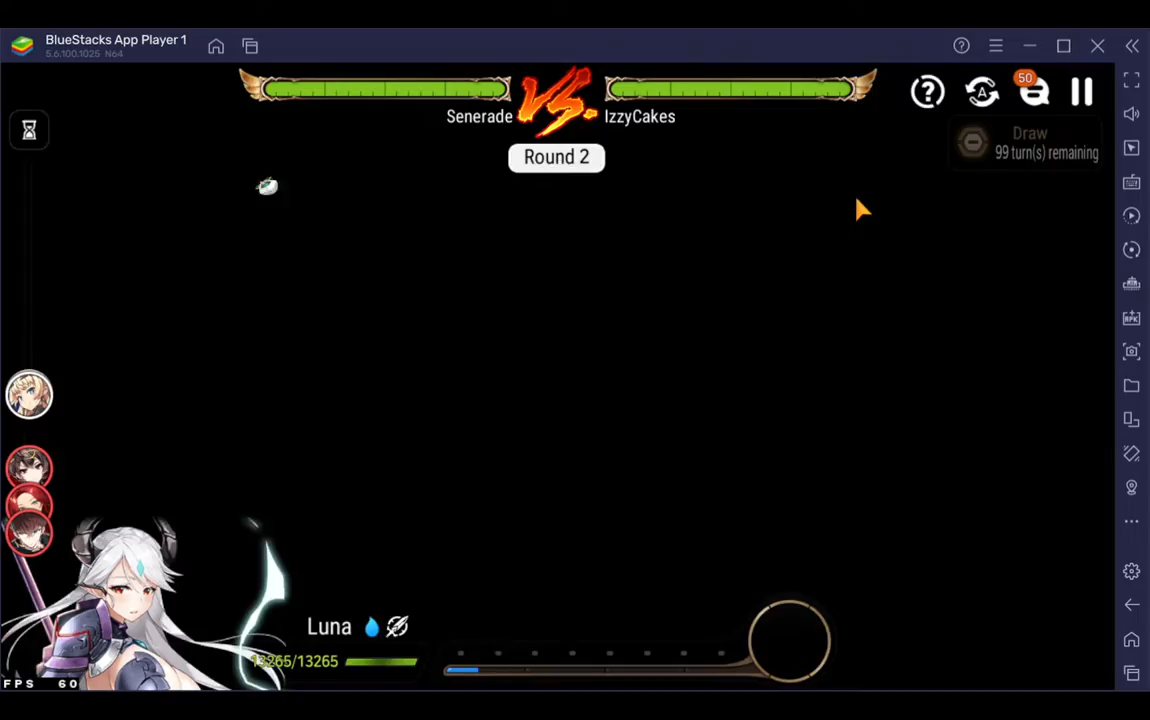 BlueStacks App Player 1
5.6.100.1025 N64
VS.
Senerade
IzzyCakes
Round 2
A
50
Draw
99 turn(s) remaining
Luna
13265/13265
FPS 60